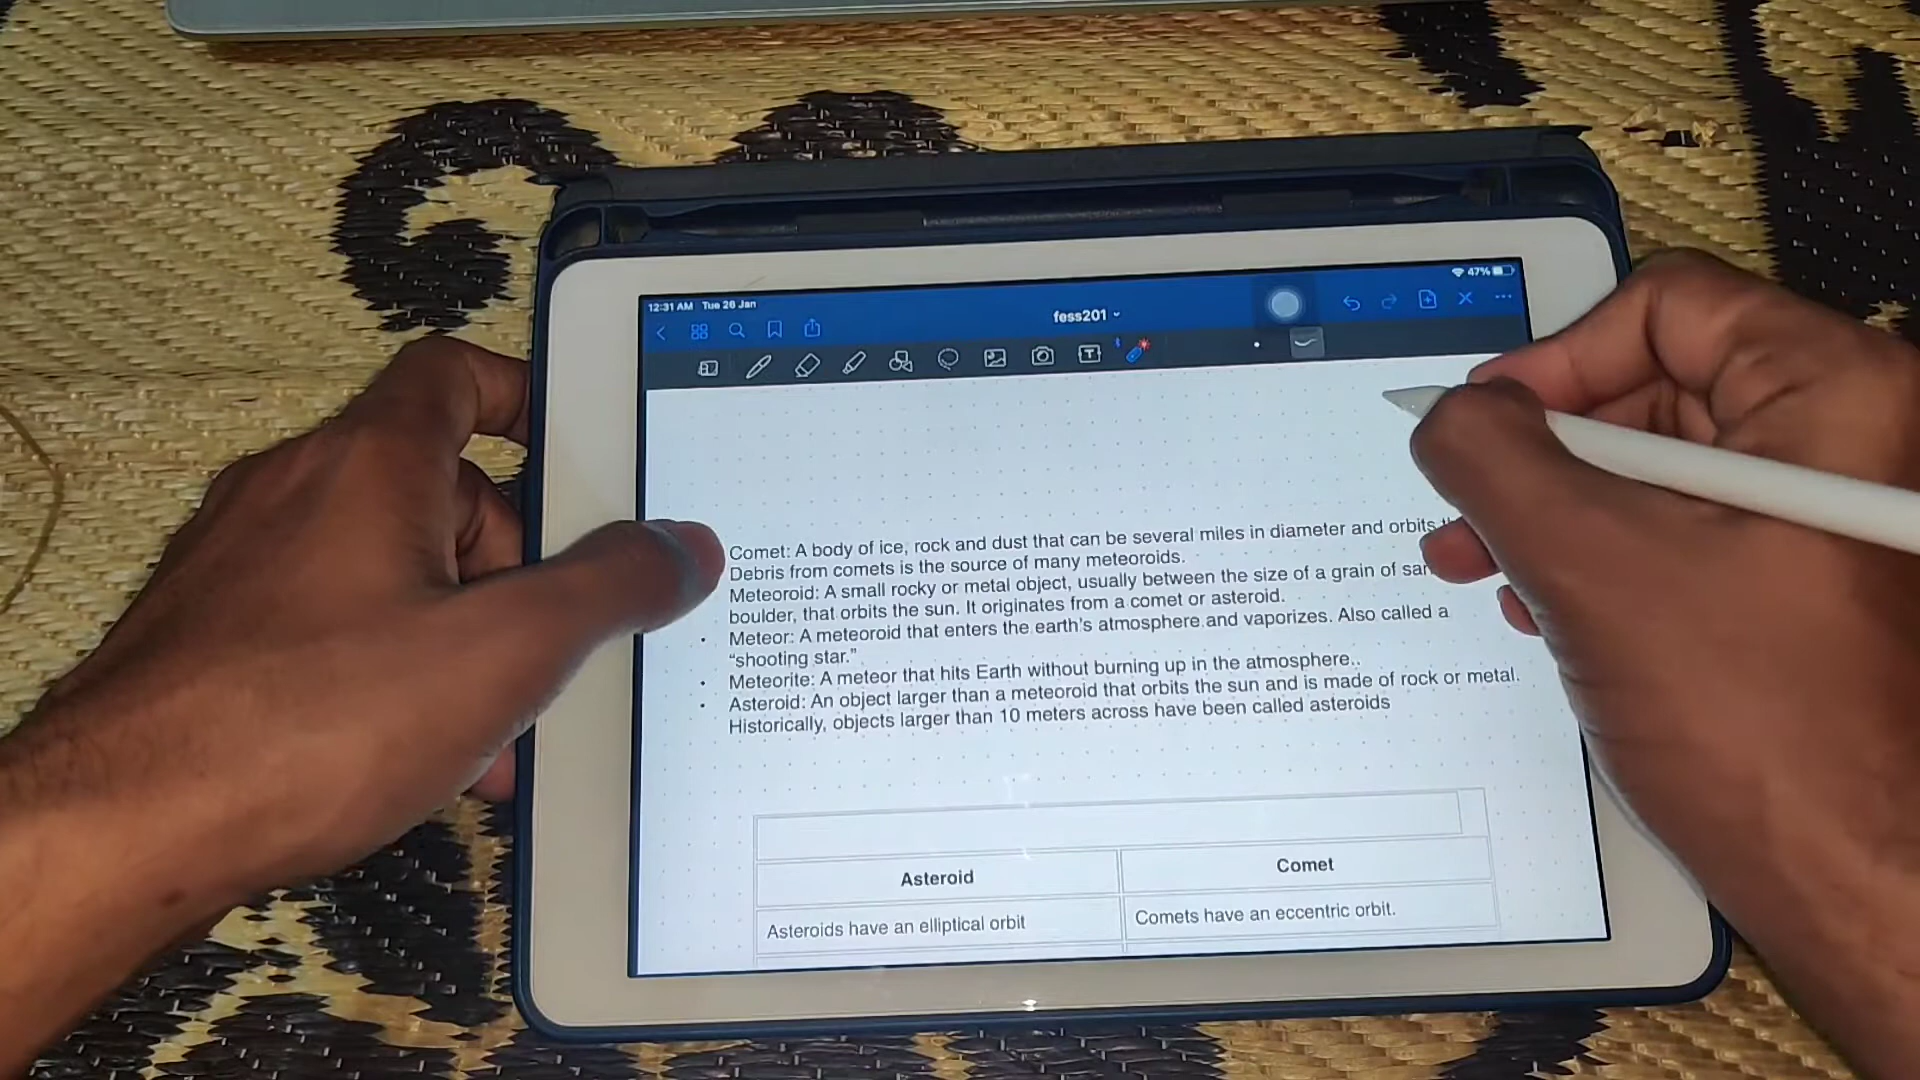 12:31 AM Tue 26 Jan
47%
fess201
T
Comet: A body of ice, rock and dust that can be several miles in diameter and orbits
Debris from comets is the source of many meteoroids.
Meteoroid: A small rocky or metal object, usually between the size of a grain of
boulder, that orbits the sun. It originates from a comet or asteroid.
• Meteor: A meteoroid that enters the earth's atmosphere and vaporizes. Also called a
“shooting star.”
• Meteorite: A meteor that hits Earth without burning up in the atmosphere..
• Asteroid: An object larger than a meteoroid that orbits the sun and is made of rock or metal.
Historically, objects larger than 10 meters across have been called asteroids
Asteroid Comet
Asteroids have an elliptical orbit Comets have an eccentric orbit.